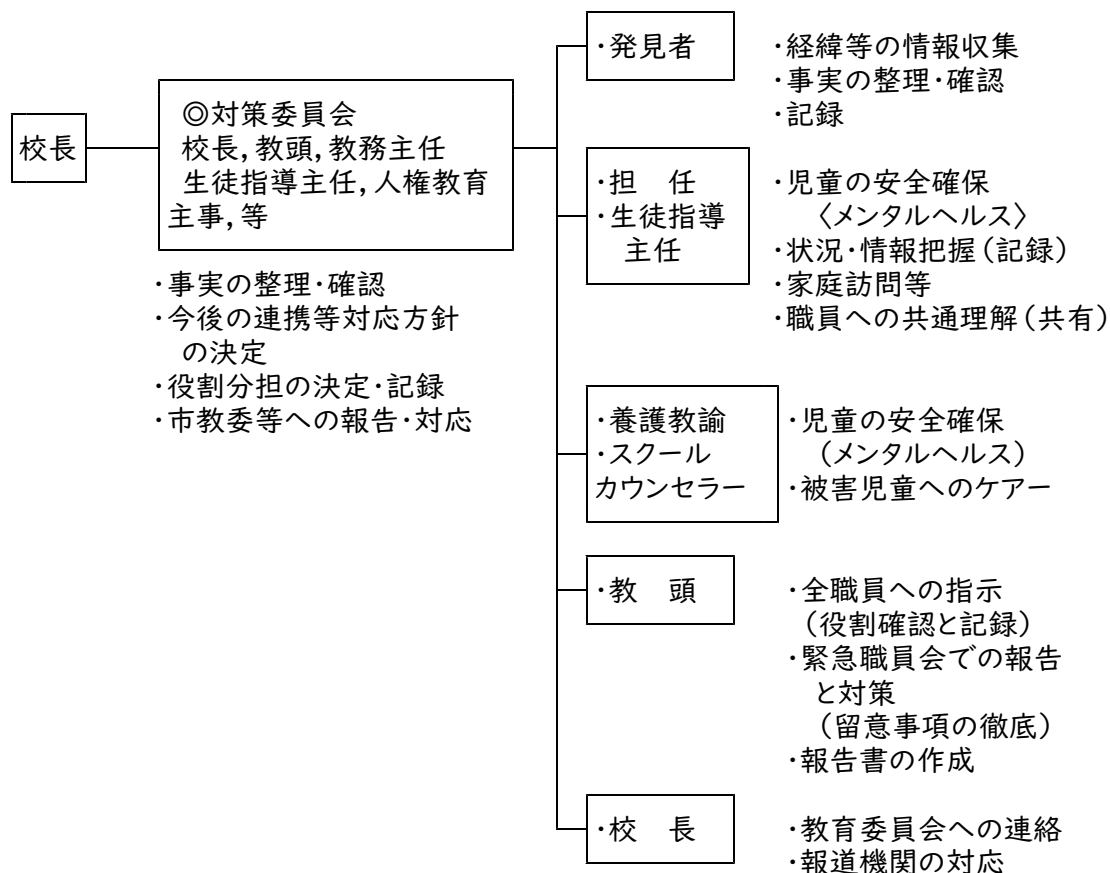 校長
◎対策委員会
校長,教頭,教務主任
生徒指導主任,人権教育
主事,等
・事実の整理・確認
・今後の連携等対応方針
の決定
・役割分担の決定・記録
・市教委等への報告・対応
・発見者
・経緯等の情報収集
・事実の整理・確認
・記録
・担　任
・生徒指導
主任
・児童の安全確保
〈メンタルヘルス〉
・状況・情報把握(記録)
・家庭訪問等
・職員への共通理解(共有)
・養護教諭
・スクール
カウンセラー
・児童の安全確保
(メンタルヘルス)
・被害児童へのケアー
・教　頭
・全職員への指示
(役割確認と記録)
・緊急職員会での報告
と対策
(留意事項の徹底)
・報告書の作成
・校　長
・教育委員会への連絡
・報道機関の対応